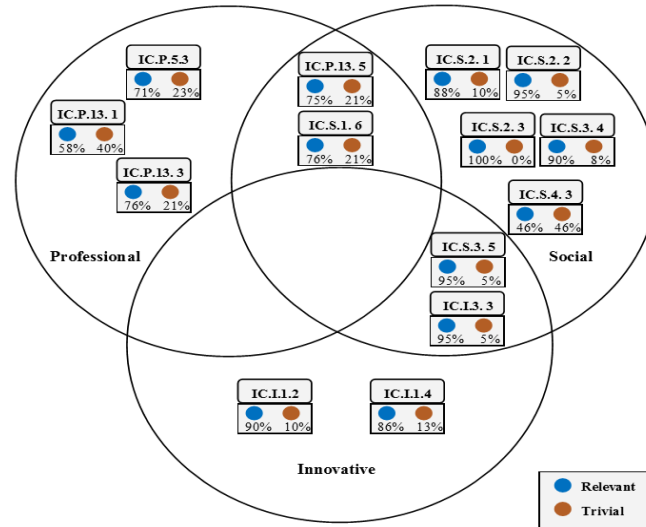 IC.P.5.3
71% 23%
IC.P.13. 1
58% 40%
IC.P.13. 3
76% 21%
Professional
IC.P.13. 5
75% 21%
IC.S.1. 6
76% 21%
IC.S.2. 1
88% 10%
IC.S.2. 2
95% 5%
IC.S.2. 3
100% 0%
IC.S.3. 4
90% 8%
IC.S.4. 3
46% 46%
Social
IC.S.3. 5
95% 5%
IC.I.3. 3
95% 5%
IC.I.1.2
90% 10%
IC.I.1.4
86% 13%
Innovative
Relevant
Trivial